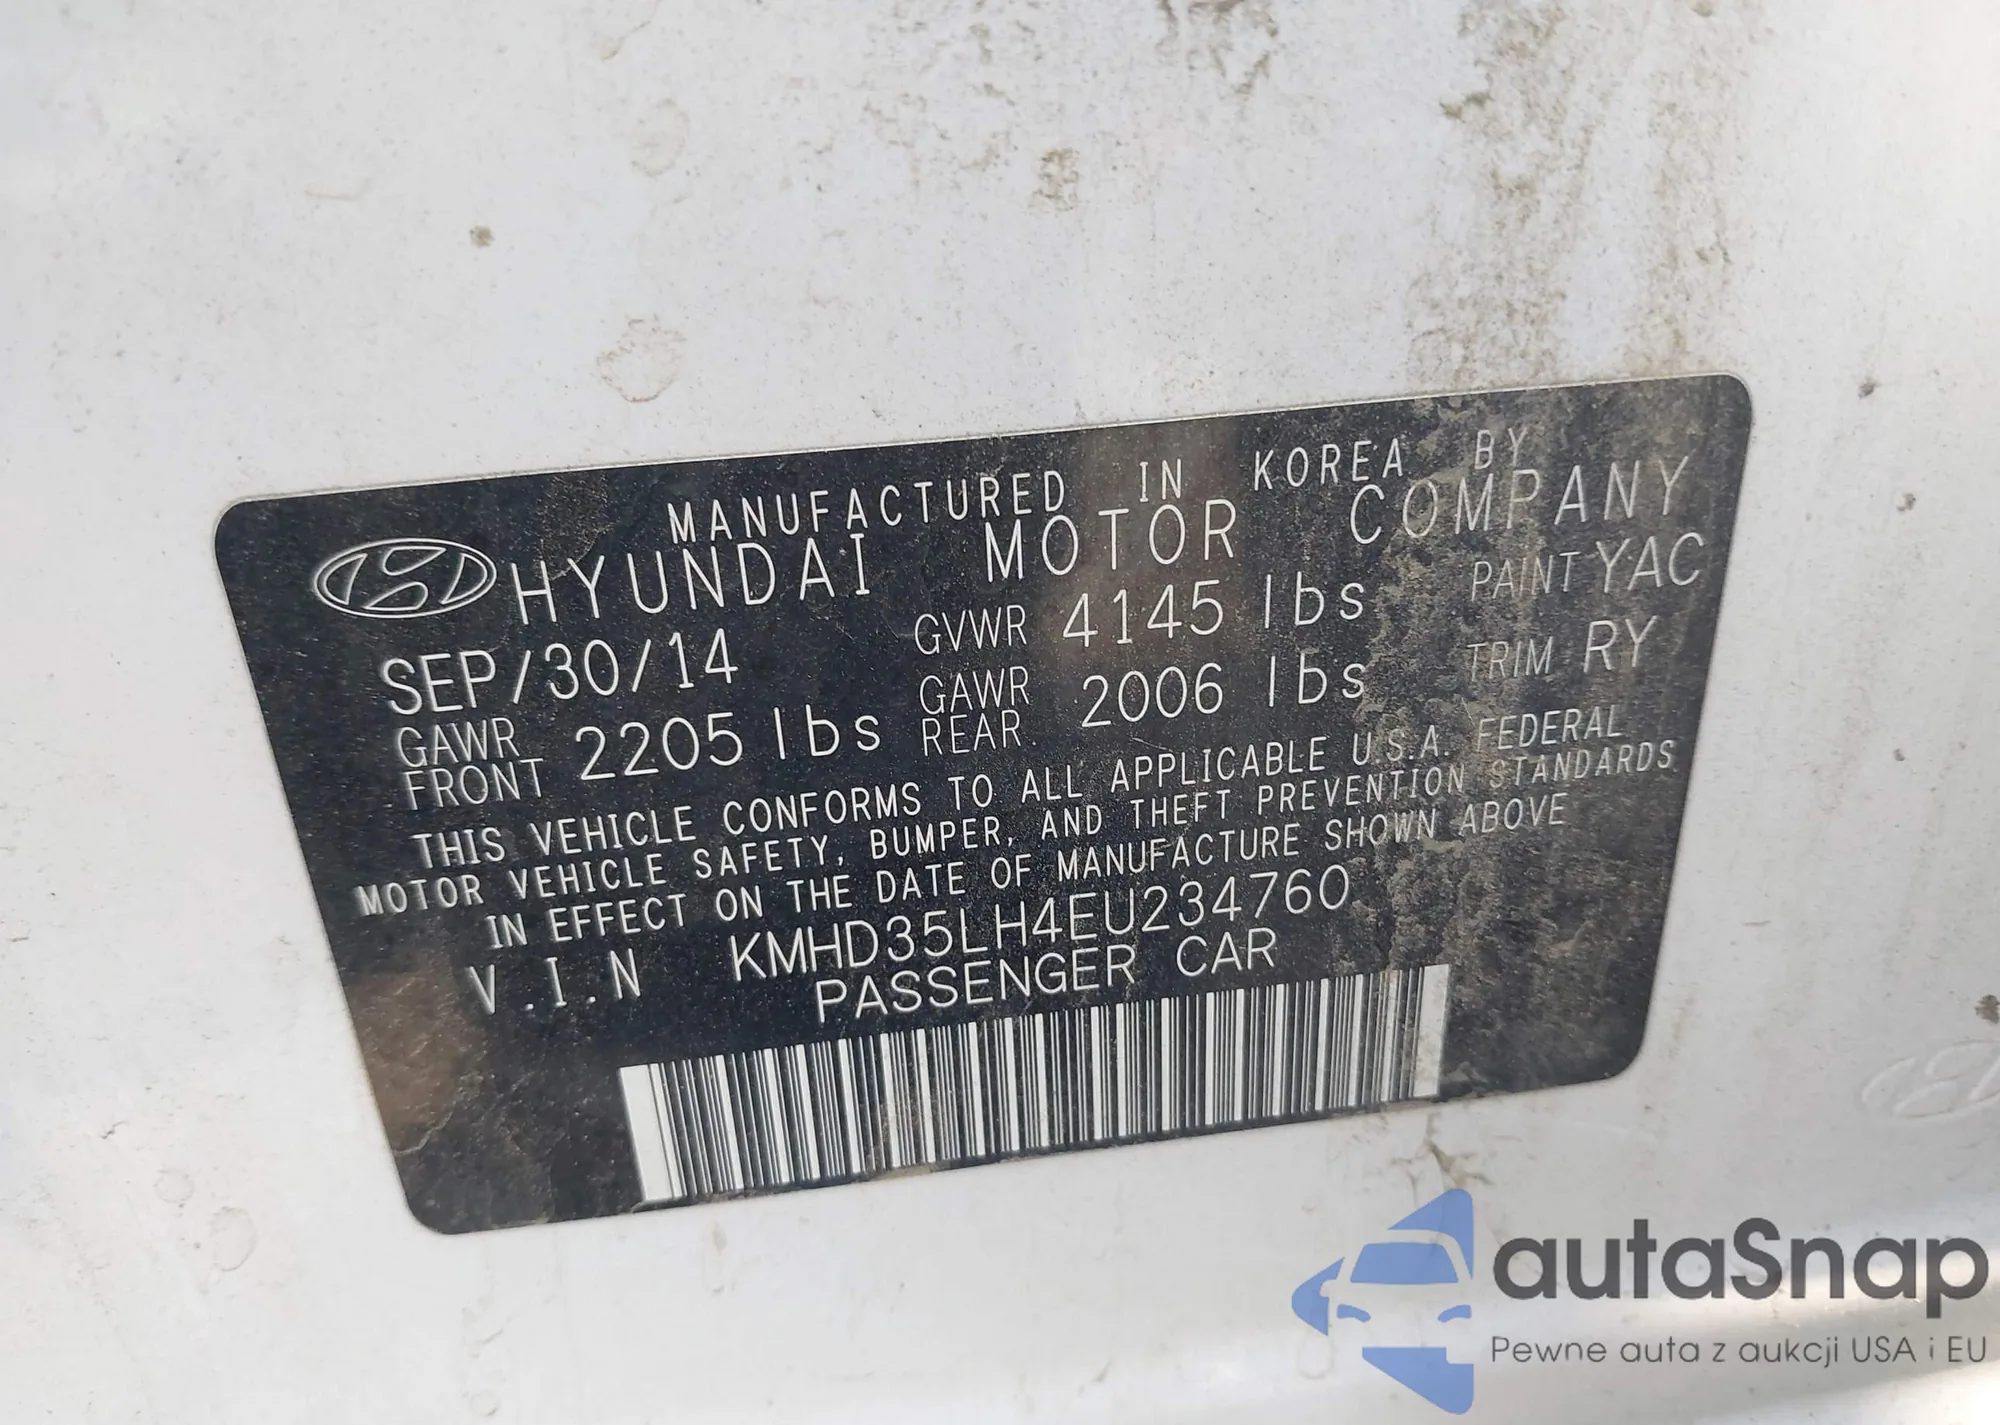 MANUFACTURED IN KOREA BY
HYUNDAI MOTOR COMPANY
SEP/30/14 GVWR 4145 lbs PAINT YAC
GAWR FRONT 2205 lbs GAWR REAR 2006 lbs TRIM RY
THIS VEHICLE CONFORMS TO ALL APPLICABLE U.S.A. FEDERAL
MOTOR VEHICLE SAFETY, BUMPER, AND THEFT PREVENTION STANDARDS
IN EFFECT ON THE DATE OF MANUFACTURE SHOWN ABOVE
V.I.N KMHD35LH4EU234760
PASSENGER CAR
autaSnap
Pewne auta z aukcji USA i EU